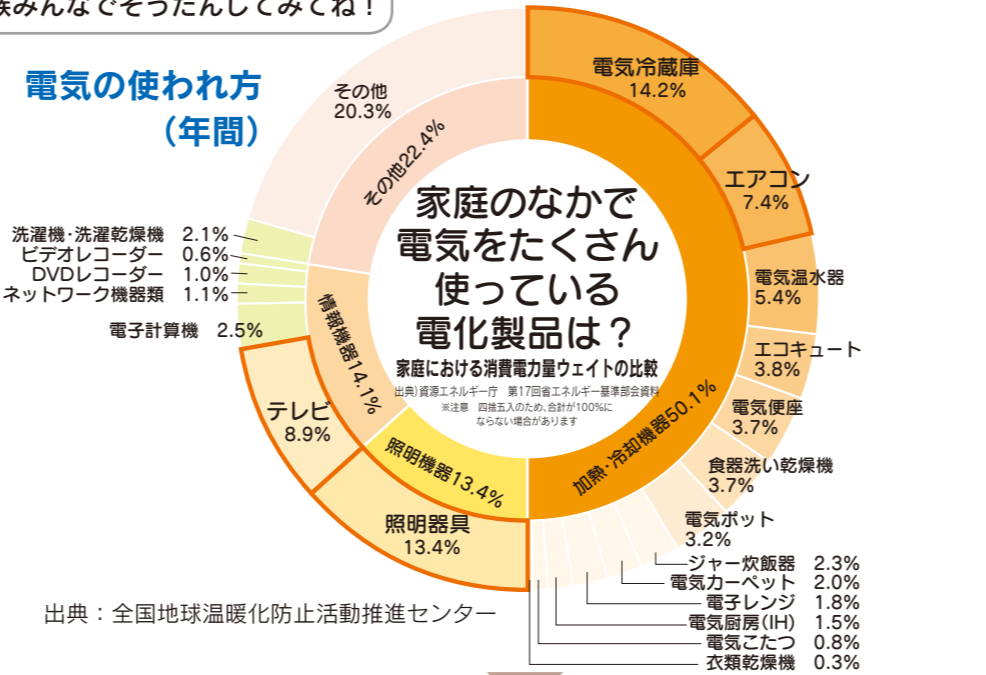 族みんなでそうだんしてみてね！
電気の使われ方
（年間）
家庭のなかで
電気をたくさん
使っている
電化製品は？
家庭における消費電力量ウェイトの比較
出典）資源エネルギー庁　第17回省エネルギー基準部会資料
※注意　四捨五入のため、合計が100%に
ならない場合があります
加熱・冷却機器50.1%
照明機器13.4%
情報機器14.1%
その他22.4%
電気冷蔵庫
14.2%
エアコン
7.4%
電気温水器
5.4%
エコキュート
3.8%
電気便座
3.7%
食器洗い乾燥機
3.7%
電気ポット
3.2%
ジャー炊飯器　2.3%
電気カーペット　2.0%
電子レンジ　1.8%
電気厨房（IH）　1.5%
電気こたつ　0.8%
衣類乾燥機　0.3%
照明器具
13.4%
テレビ
8.9%
電子計算機　2.5%
ネットワーク機器類　1.1%
DVDレコーダー　1.0%
ビデオレコーダー　0.6%
洗濯機・洗濯乾燥機　2.1%
その他
20.3%
出典：全国地球温暖化防止活動推進センター